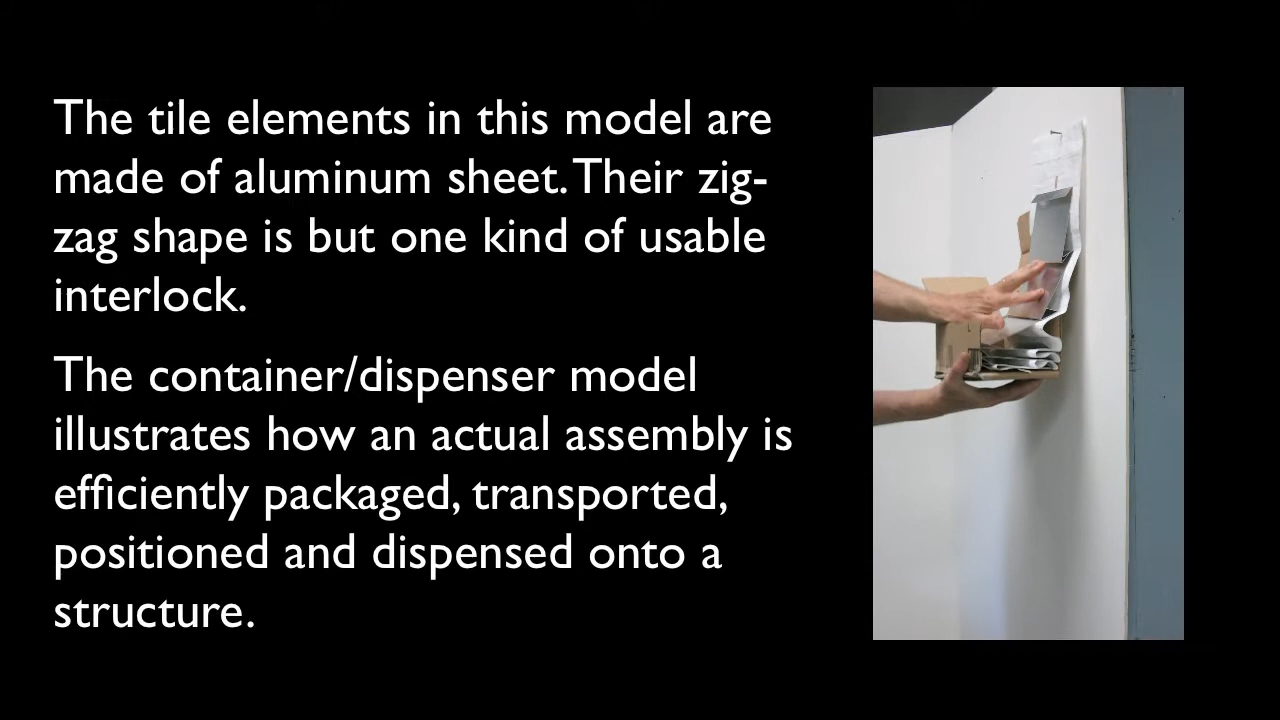 The tile elements in this model are
made of aluminum sheet. Their zig-
zag shape is but one kind of usable
interlock.
The container/dispenser model
illustrates how an actual assembly is
efficiently packaged, transported,
positioned and dispensed onto a
structure.